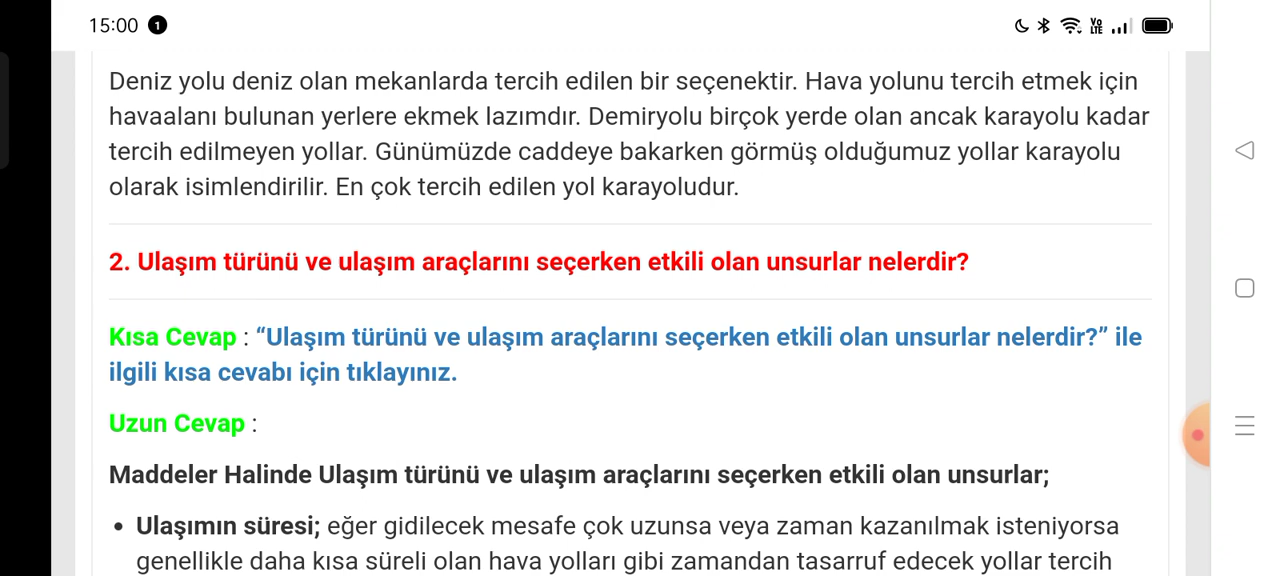 15:00 1
VO
LTE
Deniz yolu deniz olan mekanlarda tercih edilen bir seçenektir. Hava yolunu tercih etmek için
havaalanı bulunan yerlere ekmek lazımdır. Demiryolu birçok yerde olan ancak karayolu kadar
tercih edilmeyen yollar. Günümüzde caddeye bakarken görmüş olduğumuz yollar karayolu
olarak isimlendirilir. En çok tercih edilen yol karayoludur.
2. Ulaşım türünü ve ulaşım araçlarını seçerken etkili olan unsurlar nelerdir?
Kısa Cevap : “Ulaşım türünü ve ulaşım araçlarını seçerken etkili olan unsurlar nelerdir?” ile
ilgili kısa cevabı için tıklayınız.
Uzun Cevap :
Maddeler Halinde Ulaşım türünü ve ulaşım araçlarını seçerken etkili olan unsurlar;
• Ulaşımın süresi; eğer gidilecek mesafe çok uzunsa veya zaman kazanılmak isteniyorsa
genellikle daha kısa süreli olan hava yolları gibi zamandan tasarruf edecek yollar tercih